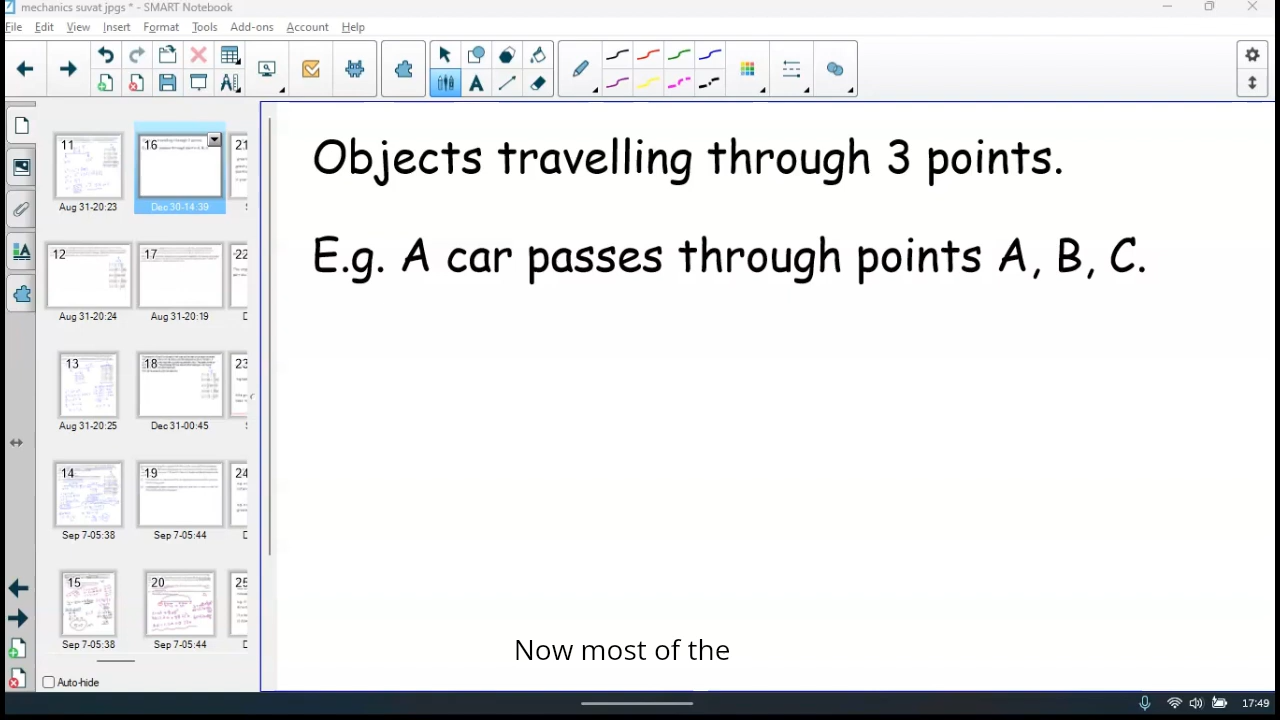 mechanics suvat jpgs * - SMART Notebook
File Edit View Insert Format Tools Add-ons Account Help
Objects travelling through 3 points.
E.g. A car passes through points A, B, C.
11 16 21
Aug 31-20:23 Dec 30-14:39
12 17 22
Aug 31-20:24 Aug 31-20:19
13 18 23
Aug 31-20:25 Dec 31-00:45
14 19 24
Sep 7-05:38 Sep 7-05:44
15 20 25
Sep 7-05:38 Sep 7-05:44
Auto-hide
Now most of the
17:49